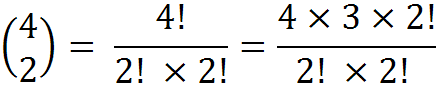 (4 2) = 4! / 2! × 2! = 4 × 3 × 2! / 2! × 2!